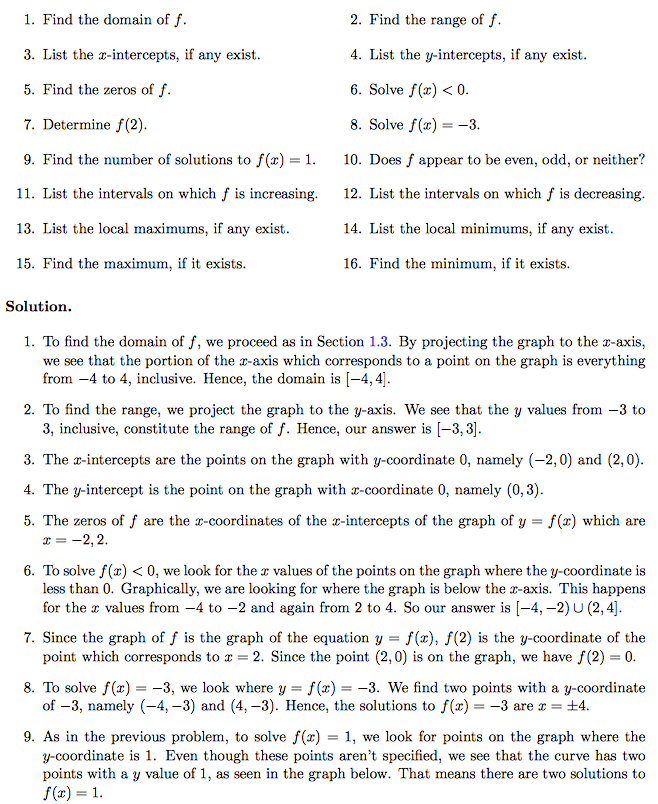 1. Find the domain of f.
2. Find the range of f.
3. List the x-intercepts, if any exist.
4. List the y-intercepts, if any exist.
5. Find the zeros of f.
6. Solve f(x) < 0.
7. Determine f(2).
8. Solve f(x) = −3.
9. Find the number of solutions to f(x) = 1.
10. Does f appear to be even, odd, or neither?
11. List the intervals on which f is increasing.
12. List the intervals on which f is decreasing.
13. List the local maximums, if any exist.
14. List the local minimums, if any exist.
15. Find the maximum, if it exists.
16. Find the minimum, if it exists.
Solution.
1. To find the domain of f, we proceed as in Section 1.3. By projecting the graph to the x-axis,
we see that the portion of the x-axis which corresponds to a point on the graph is everything
from −4 to 4, inclusive. Hence, the domain is [−4, 4].
2. To find the range, we project the graph to the y-axis. We see that the y values from −3 to
3, inclusive, constitute the range of f. Hence, our answer is [−3, 3].
3. The x-intercepts are the points on the graph with y-coordinate 0, namely (−2, 0) and (2, 0).
4. The y-intercept is the point on the graph with x-coordinate 0, namely (0, 3).
5. The zeros of f are the x-coordinates of the x-intercepts of the graph of y = f(x) which are
x = −2, 2.
6. To solve f(x) < 0, we look for the x values of the points on the graph where the y-coordinate is
less than 0. Graphically, we are looking for where the graph is below the x-axis. This happens
for the x values from −4 to −2 and again from 2 to 4. So our answer is [−4, −2) ∪ (2, 4].
7. Since the graph of f is the graph of the equation y = f(x), f(2) is the y-coordinate of the
point which corresponds to x = 2. Since the point (2, 0) is on the graph, we have f(2) = 0.
8. To solve f(x) = −3, we look where y = f(x) = −3. We find two points with a y-coordinate
of −3, namely (−4, −3) and (4, −3). Hence, the solutions to f(x) = −3 are x = ±4.
9. As in the previous problem, to solve f(x) = 1, we look for points on the graph where the
y-coordinate is 1. Even though these points aren't specified, we see that the curve has two
points with a y value of 1, as seen in the graph below. That means there are two solutions to
f(x) = 1.